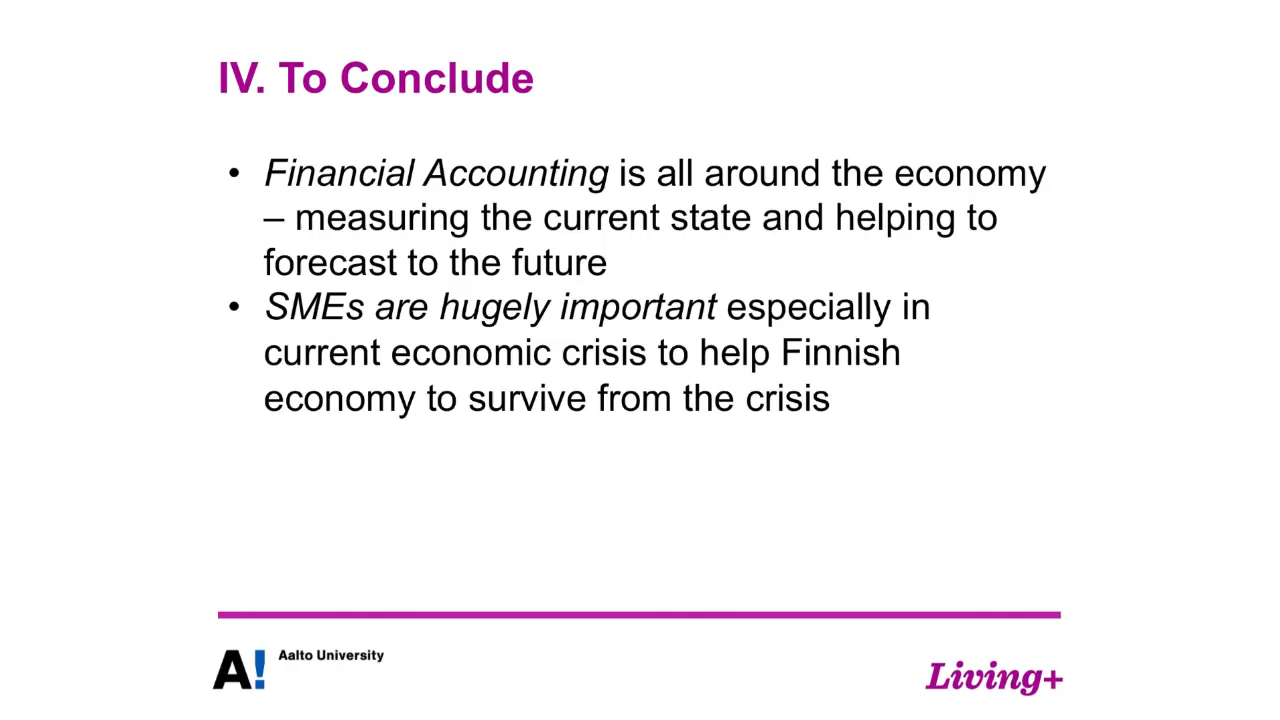 IV. To Conclude
• Financial Accounting is all around the economy
– measuring the current state and helping to
forecast to the future
• SMEs are hugely important especially in
current economic crisis to help Finnish
economy to survive from the crisis
A! Aalto University
Living+